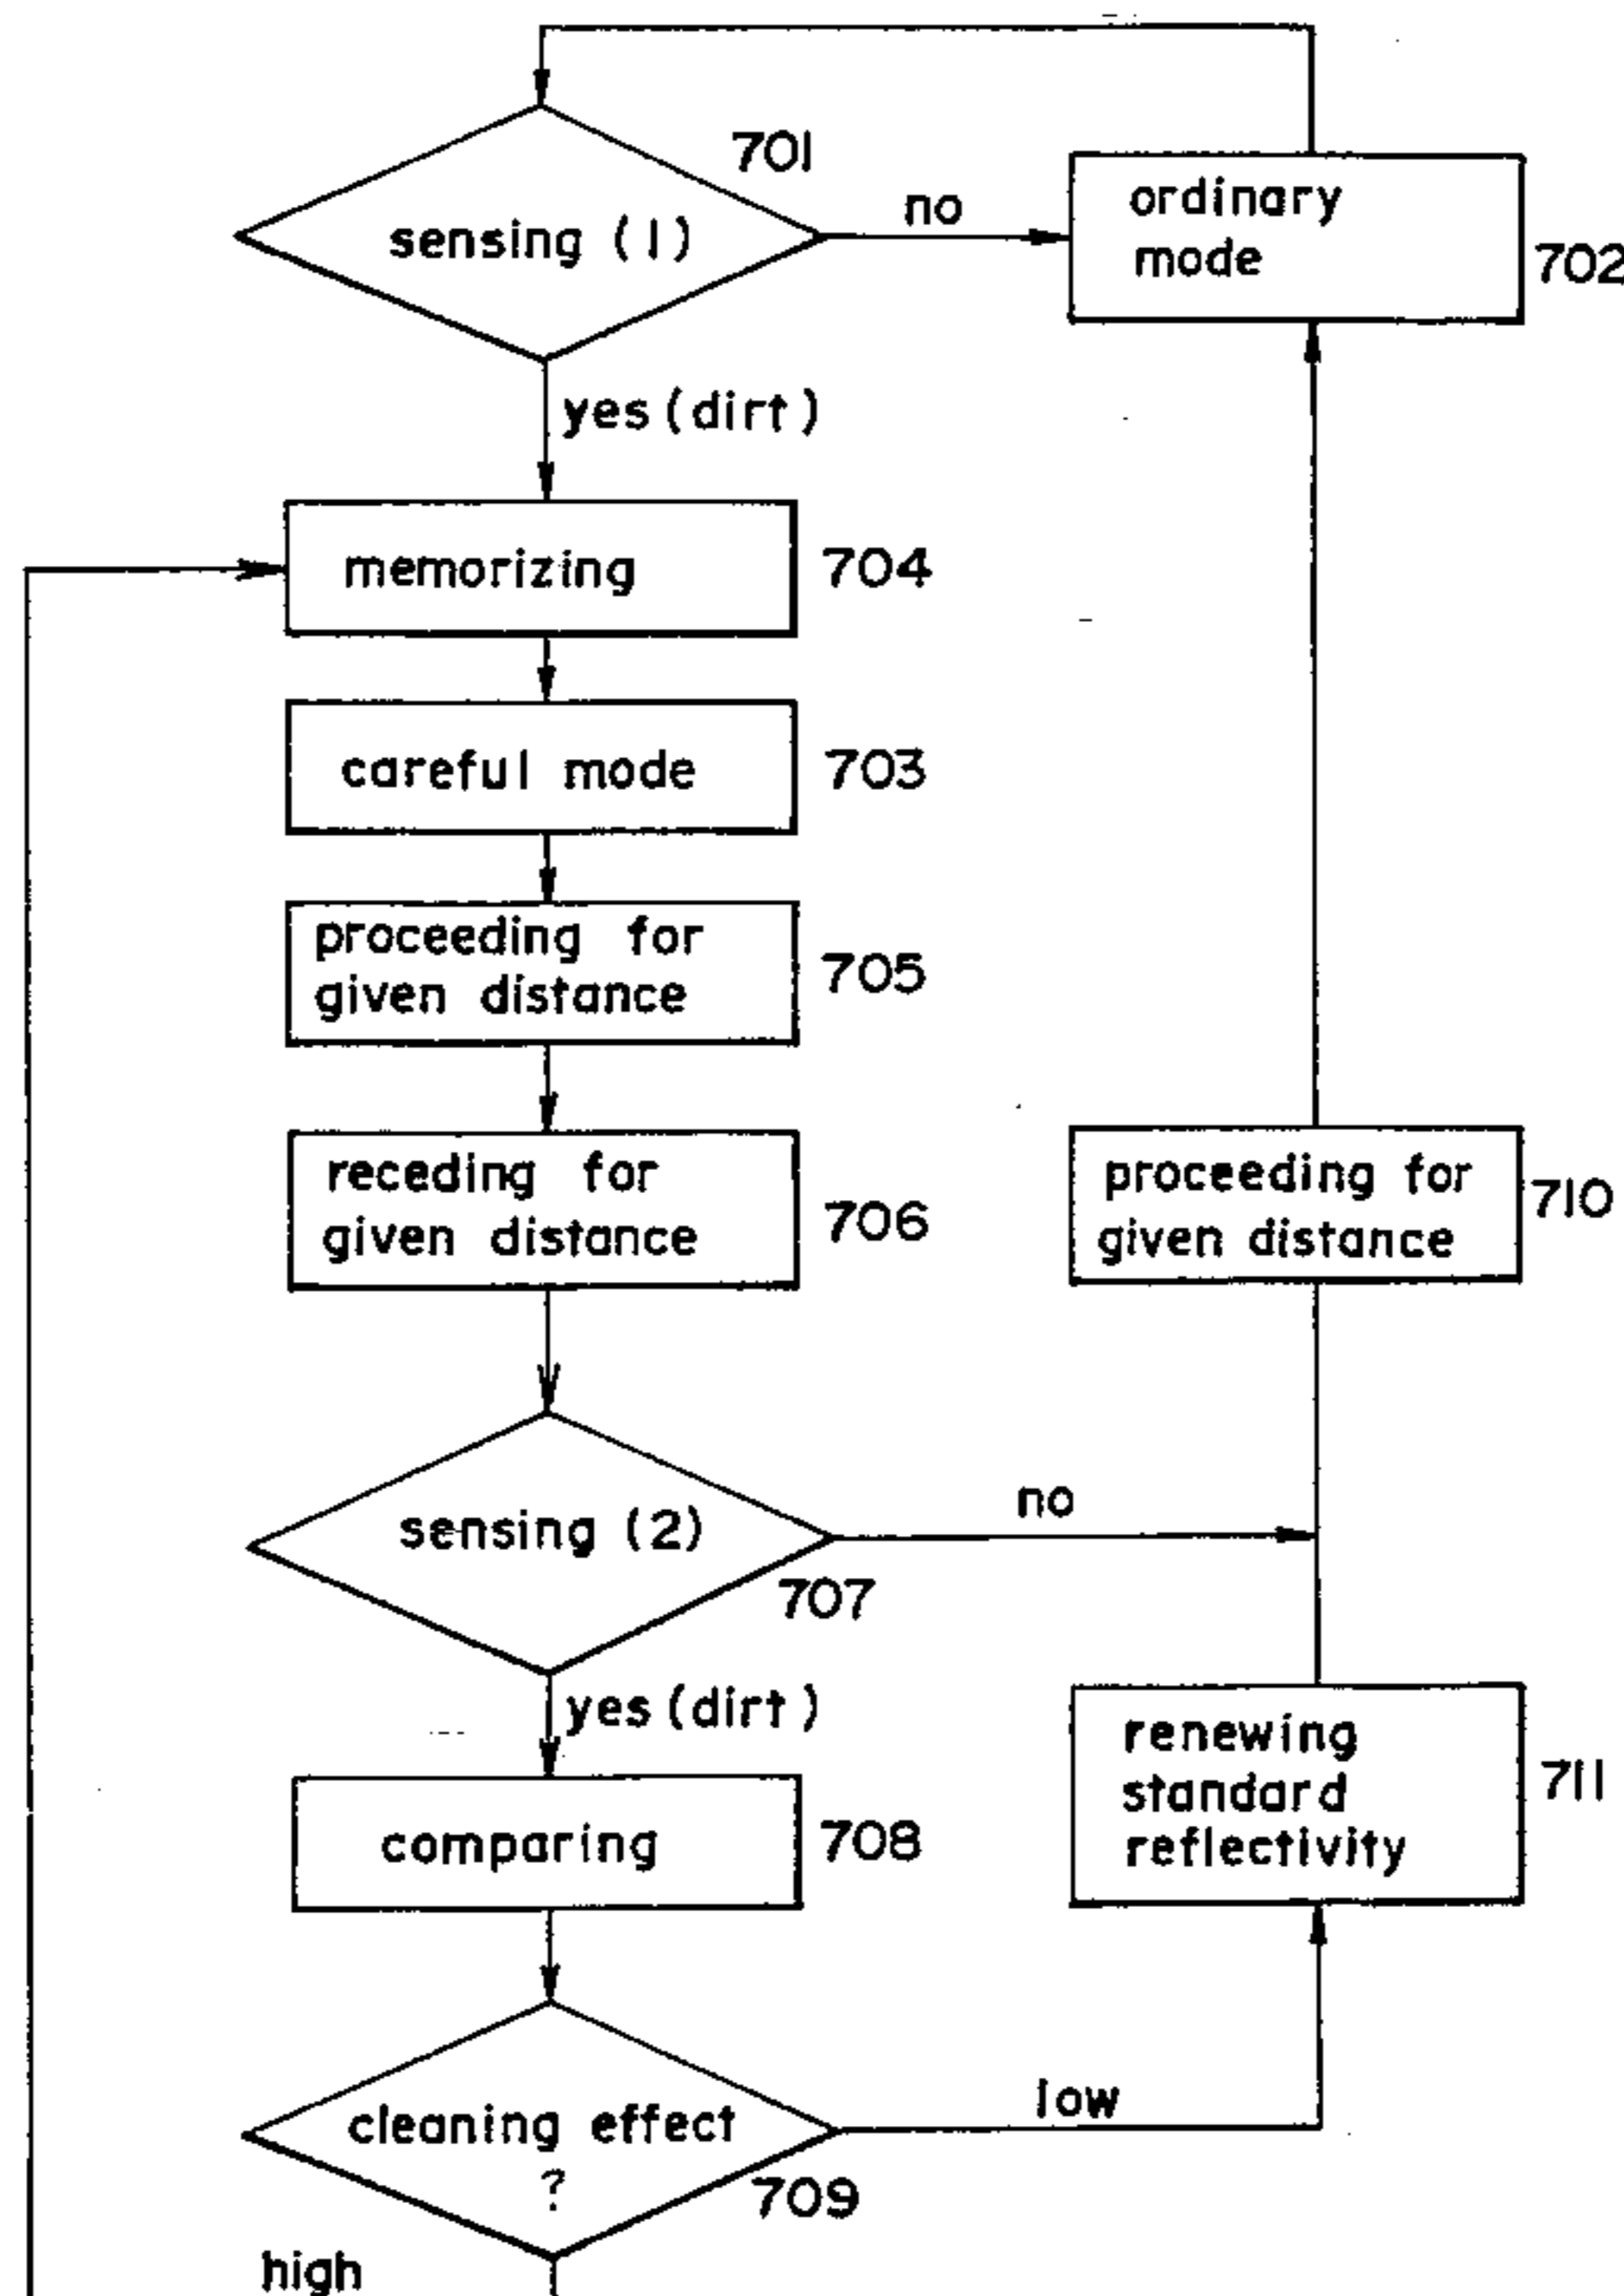 701
sensing (1)
no
ordinary
mode
702
yes (dirt)
memorizing
704
careful mode
703
proceeding for
given distance
705
receding for
given distance
706
proceeding for
given distance
710
sensing (2)
no
707
yes (dirt)
comparing
708
renewing
standard
reflectivity
711
cleaning effect
?
709
low
high